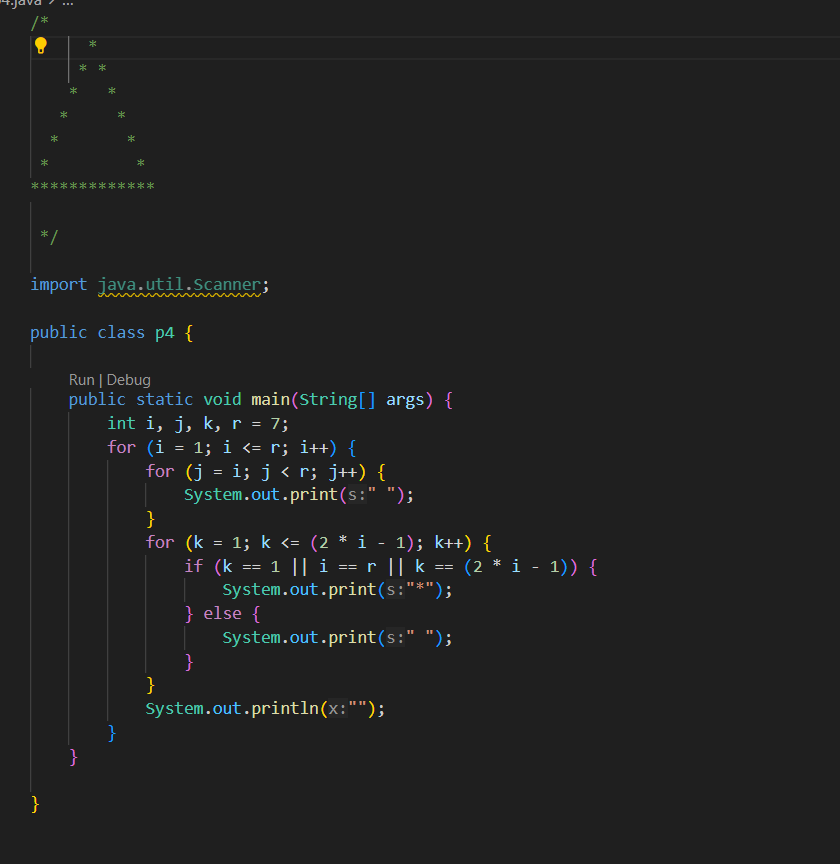 p4.java > ...
/*
      *
     * *
    *   *
   *     *
  *       *
 *         *
*************

 */

import java.util.Scanner;

public class p4 {

    Run | Debug
    public static void main(String[] args) {
        int i, j, k, r = 7;
        for (i = 1; i <= r; i++) {
            for (j = i; j < r; j++) {
                System.out.print(s:" ");
            }
            for (k = 1; k <= (2 * i - 1); k++) {
                if (k == 1 || i == r || k == (2 * i - 1)) {
                    System.out.print(s:"*");
                } else {
                    System.out.print(s:" ");
                }
            }
            System.out.println(x:"");
        }
    }

}